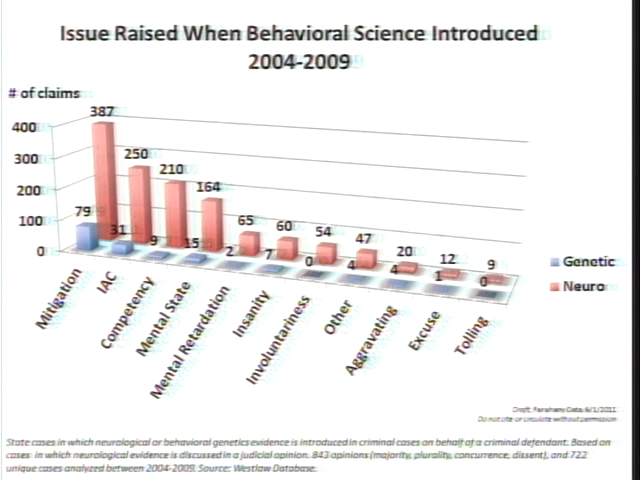 Issue Raised When Behavioral Science Introduced
2004-2009
# of claims
387
400
250
300
210
164
200
79
65
60
54
47
100
31
20
12
9
9
15
2
7
0
4
4
1
0
0
Genetic
Neuro
Mitigation
IAC
Competency
Mental State
Mental Retardation
Insanity
Involuntariness
Other
Aggravating
Excuse
Tolling
Draft, Farahany Data, 6/1/2011
Do not cite or circulate without permission
State cases in which neurological or behavioral genetics evidence is introduced in criminal cases on behalf of a criminal defendant. Based on
cases in which neurological evidence is discussed in a judicial opinion. 843 opinions (majority, plurality, concurrence, dissent), and 722
unique cases analyzed between 2004-2009. Source: Westlaw Database.